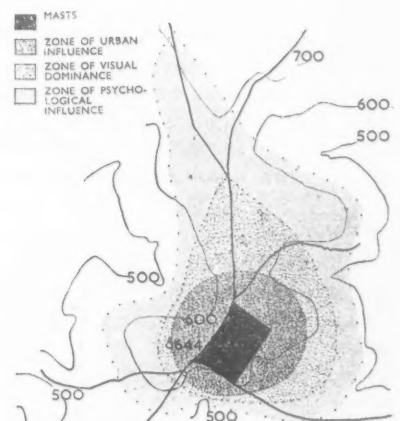 MASTS
ZONE OF URBAN
INFLUENCE
ZONE OF VISUAL
DOMINANCE
ZONE OF PSYCHO-
LOGICAL
INFLUENCE
700
600
500
500
600
500
500